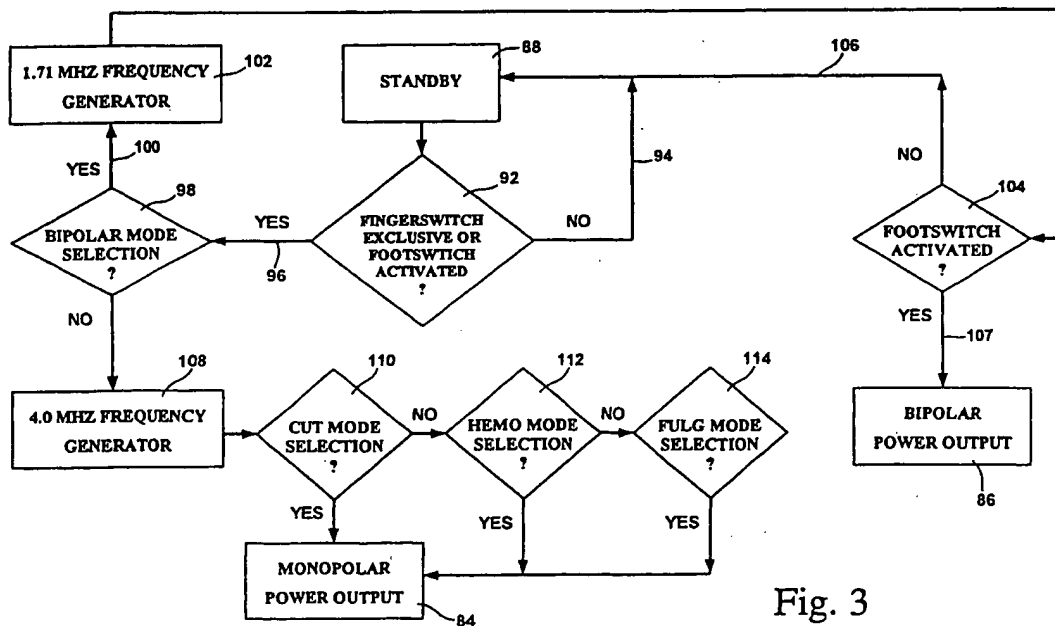 1.71 MHZ FREQUENCY
GENERATOR
102
88
STANDBY
106
100
YES
98
BIPOLAR MODE
SELECTION
?
YES
96
92
FINGERSWITCH
EXCLUSIVE OR
FOOTSWTICH
ACTIVATED
?
NO
94
NO
104
FOOTSWITCH
ACTIVATED
?
NO
YES
107
108
4.0 MHZ FREQUENCY
GENERATOR
110
CUT MODE
SELECTION
?
NO
112
HEMO MODE
SELECTION
?
NO
114
FULG MODE
SELECTION
?
BIPOLAR
POWER OUTPUT
86
YES
YES
YES
MONOPOLAR
POWER OUTPUT
84
Fig. 3